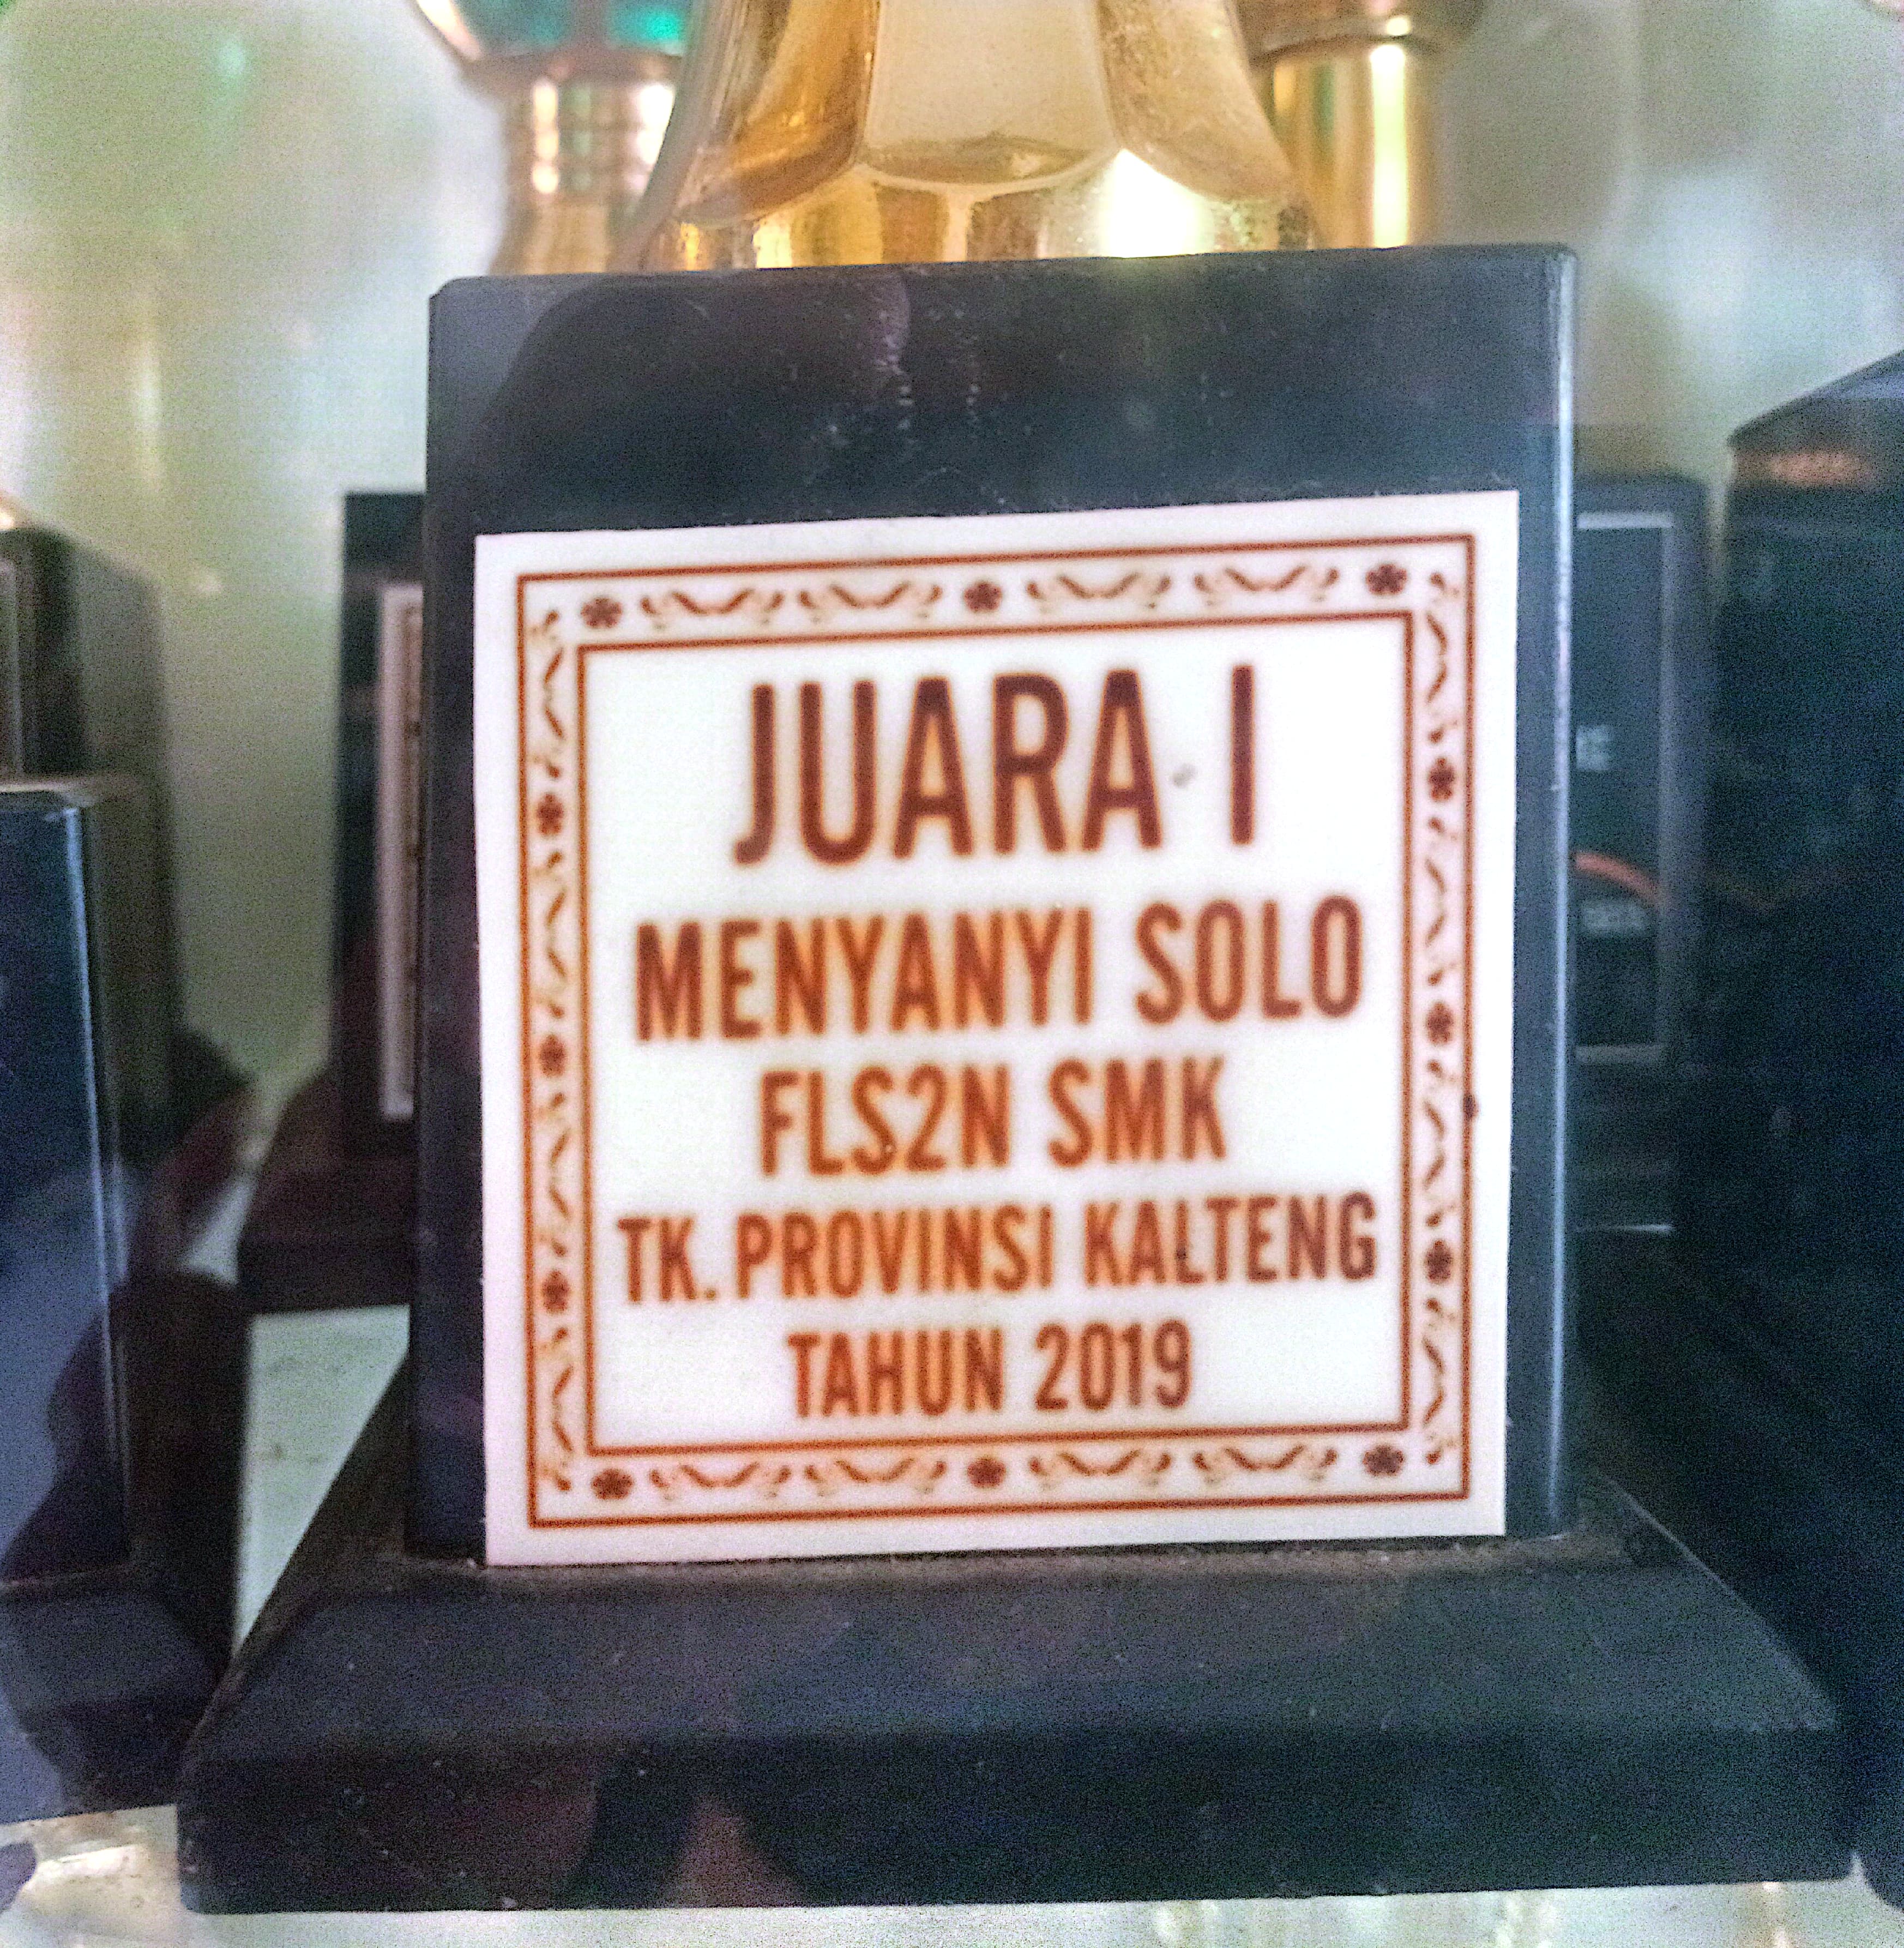 JUARA I
MENYANYI SOLO
FLS2N SMK
TK. PROVINSI KALTENG
TAHUN 2019